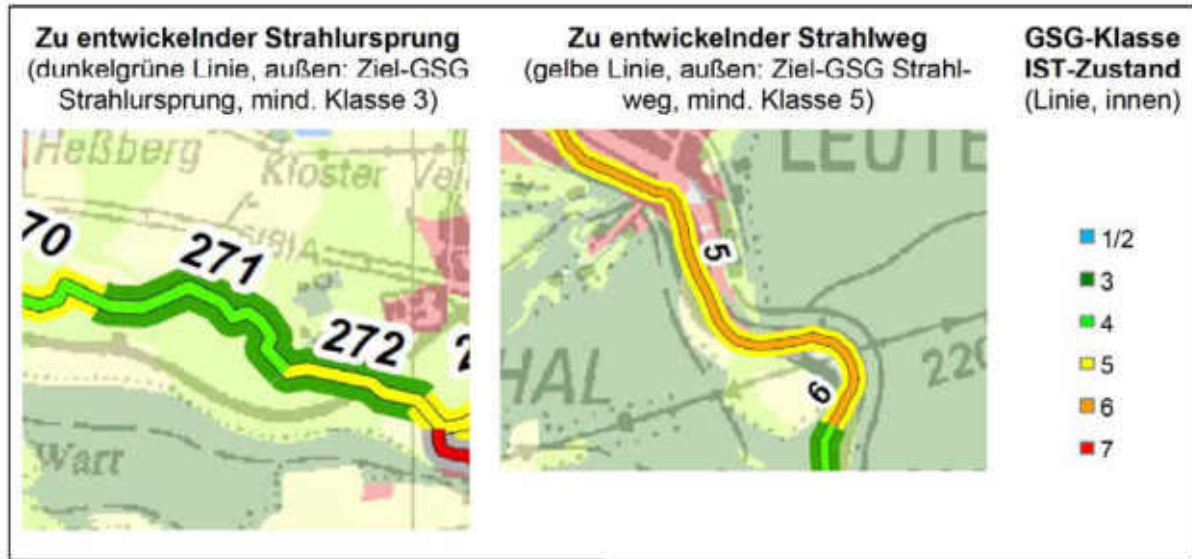 Zu entwickelnder Strahlursprung
(dunkelgrüne Linie, außen: Ziel-GSG
Strahlursprung, mind. Klasse 3)
Zu entwickelnder Strahlweg
(gelbe Linie, außen: Ziel-GSG Strahl-
weg, mind. Klasse 5)
GSG-Klasse
IST-Zustand
(Linie, innen)
Heßberg
Kloster
Veil
70
271
272
2
Wart
LEUTE
5
HAL
6
220
1/2
3
4
5
6
7